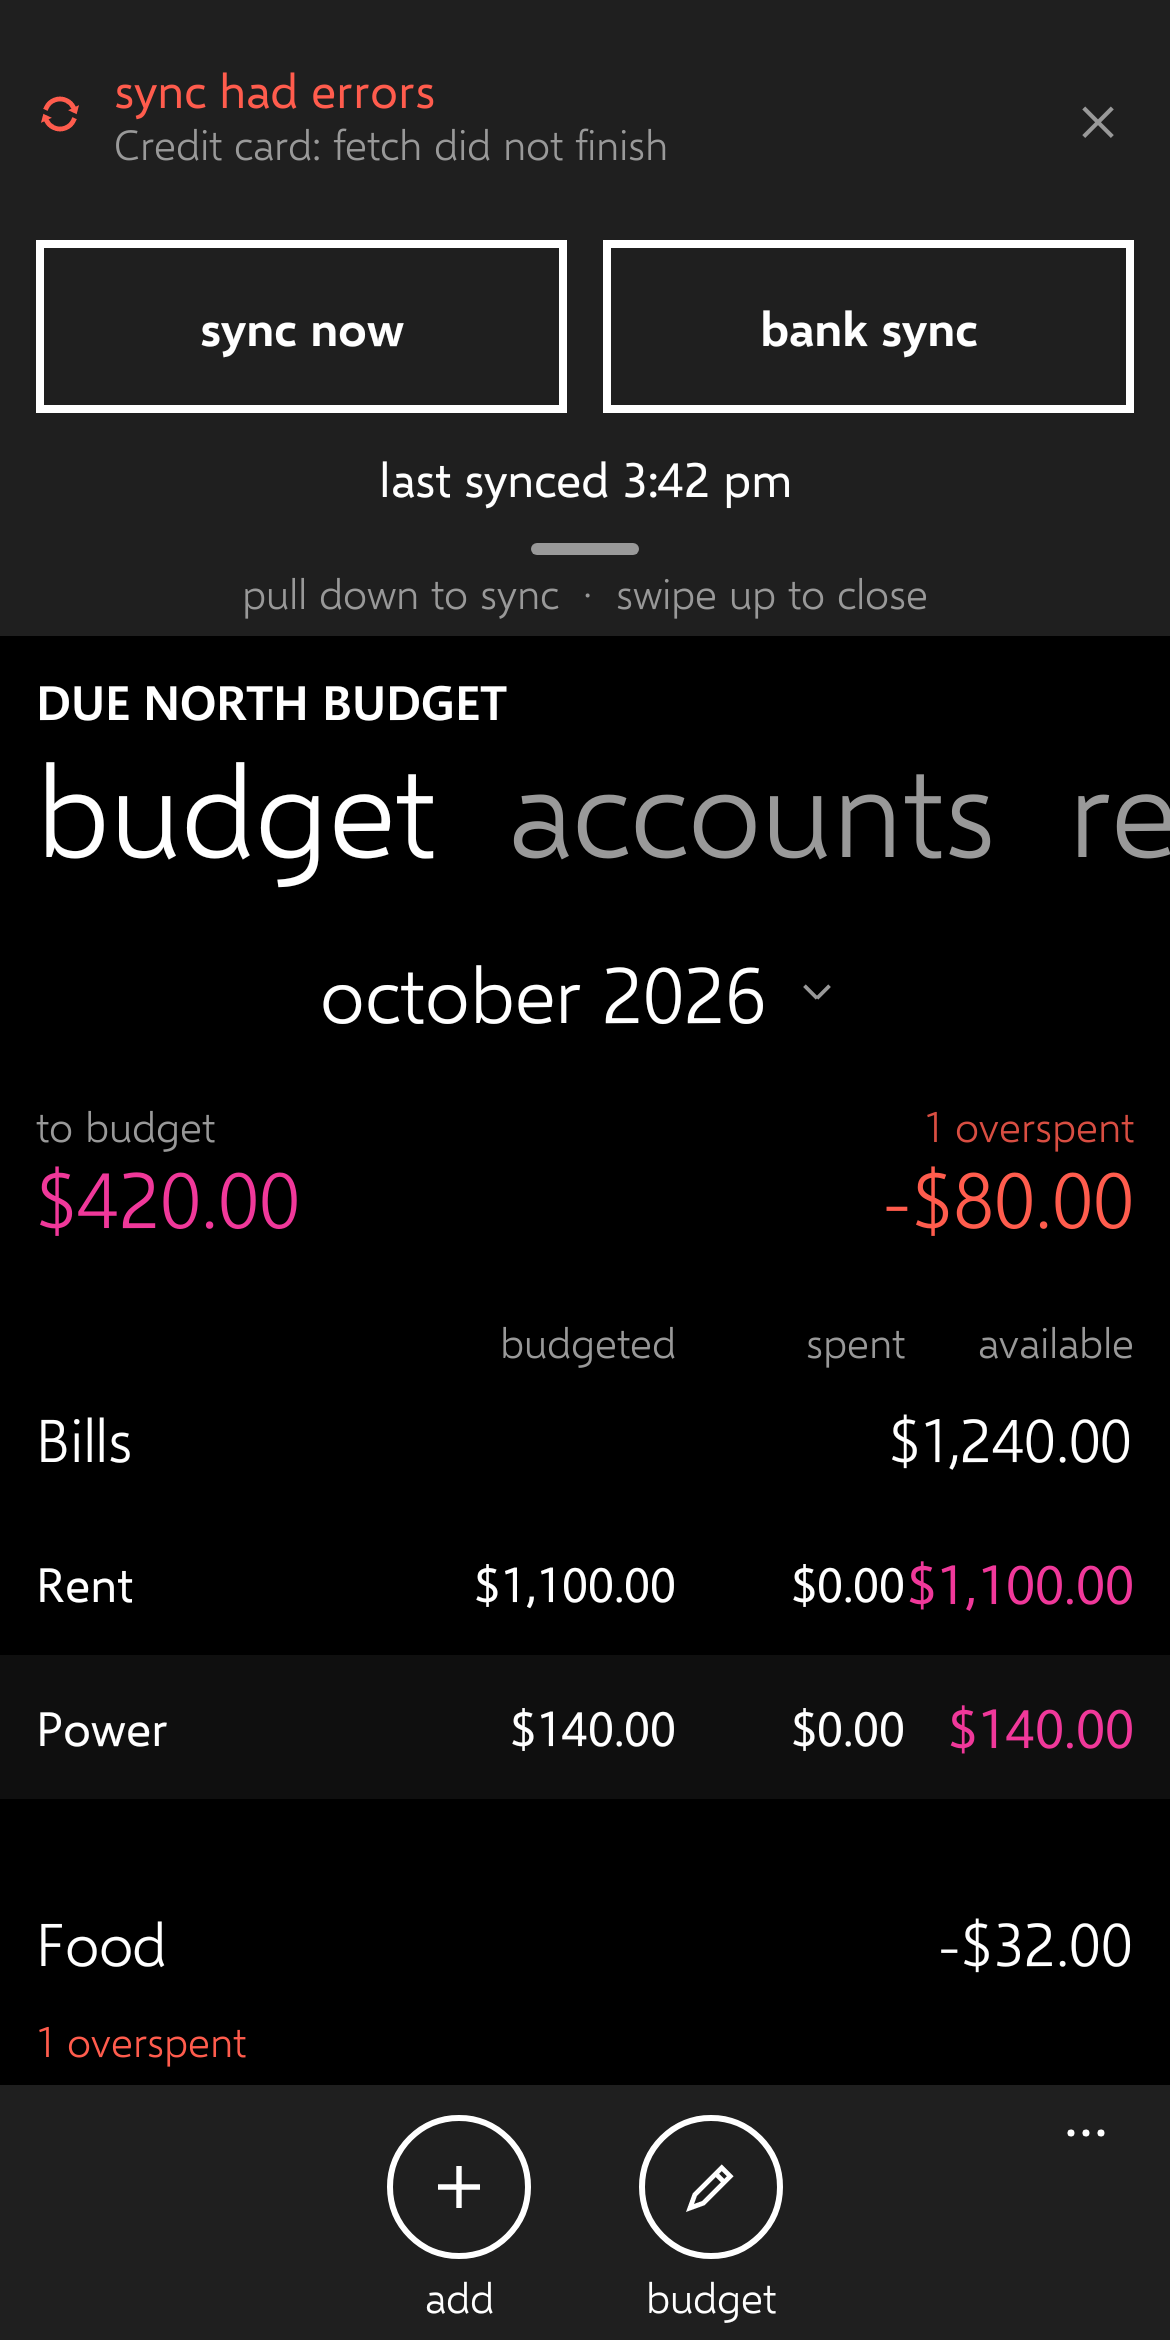 sync had errors
Credit card: fetch did not finish
sync now
bank sync
last synced 3:42 pm
pull down to sync · swipe up to close
DUE NORTH BUDGET
budget accounts re
october 2026
to budget
1 overspent
$420.00
-$80.00
budgeted spent available
Bills $1,240.00
Rent $1,100.00 $0.00 $1,100.00
Power $140.00 $0.00 $140.00
Food -$32.00
1 overspent
add
budget